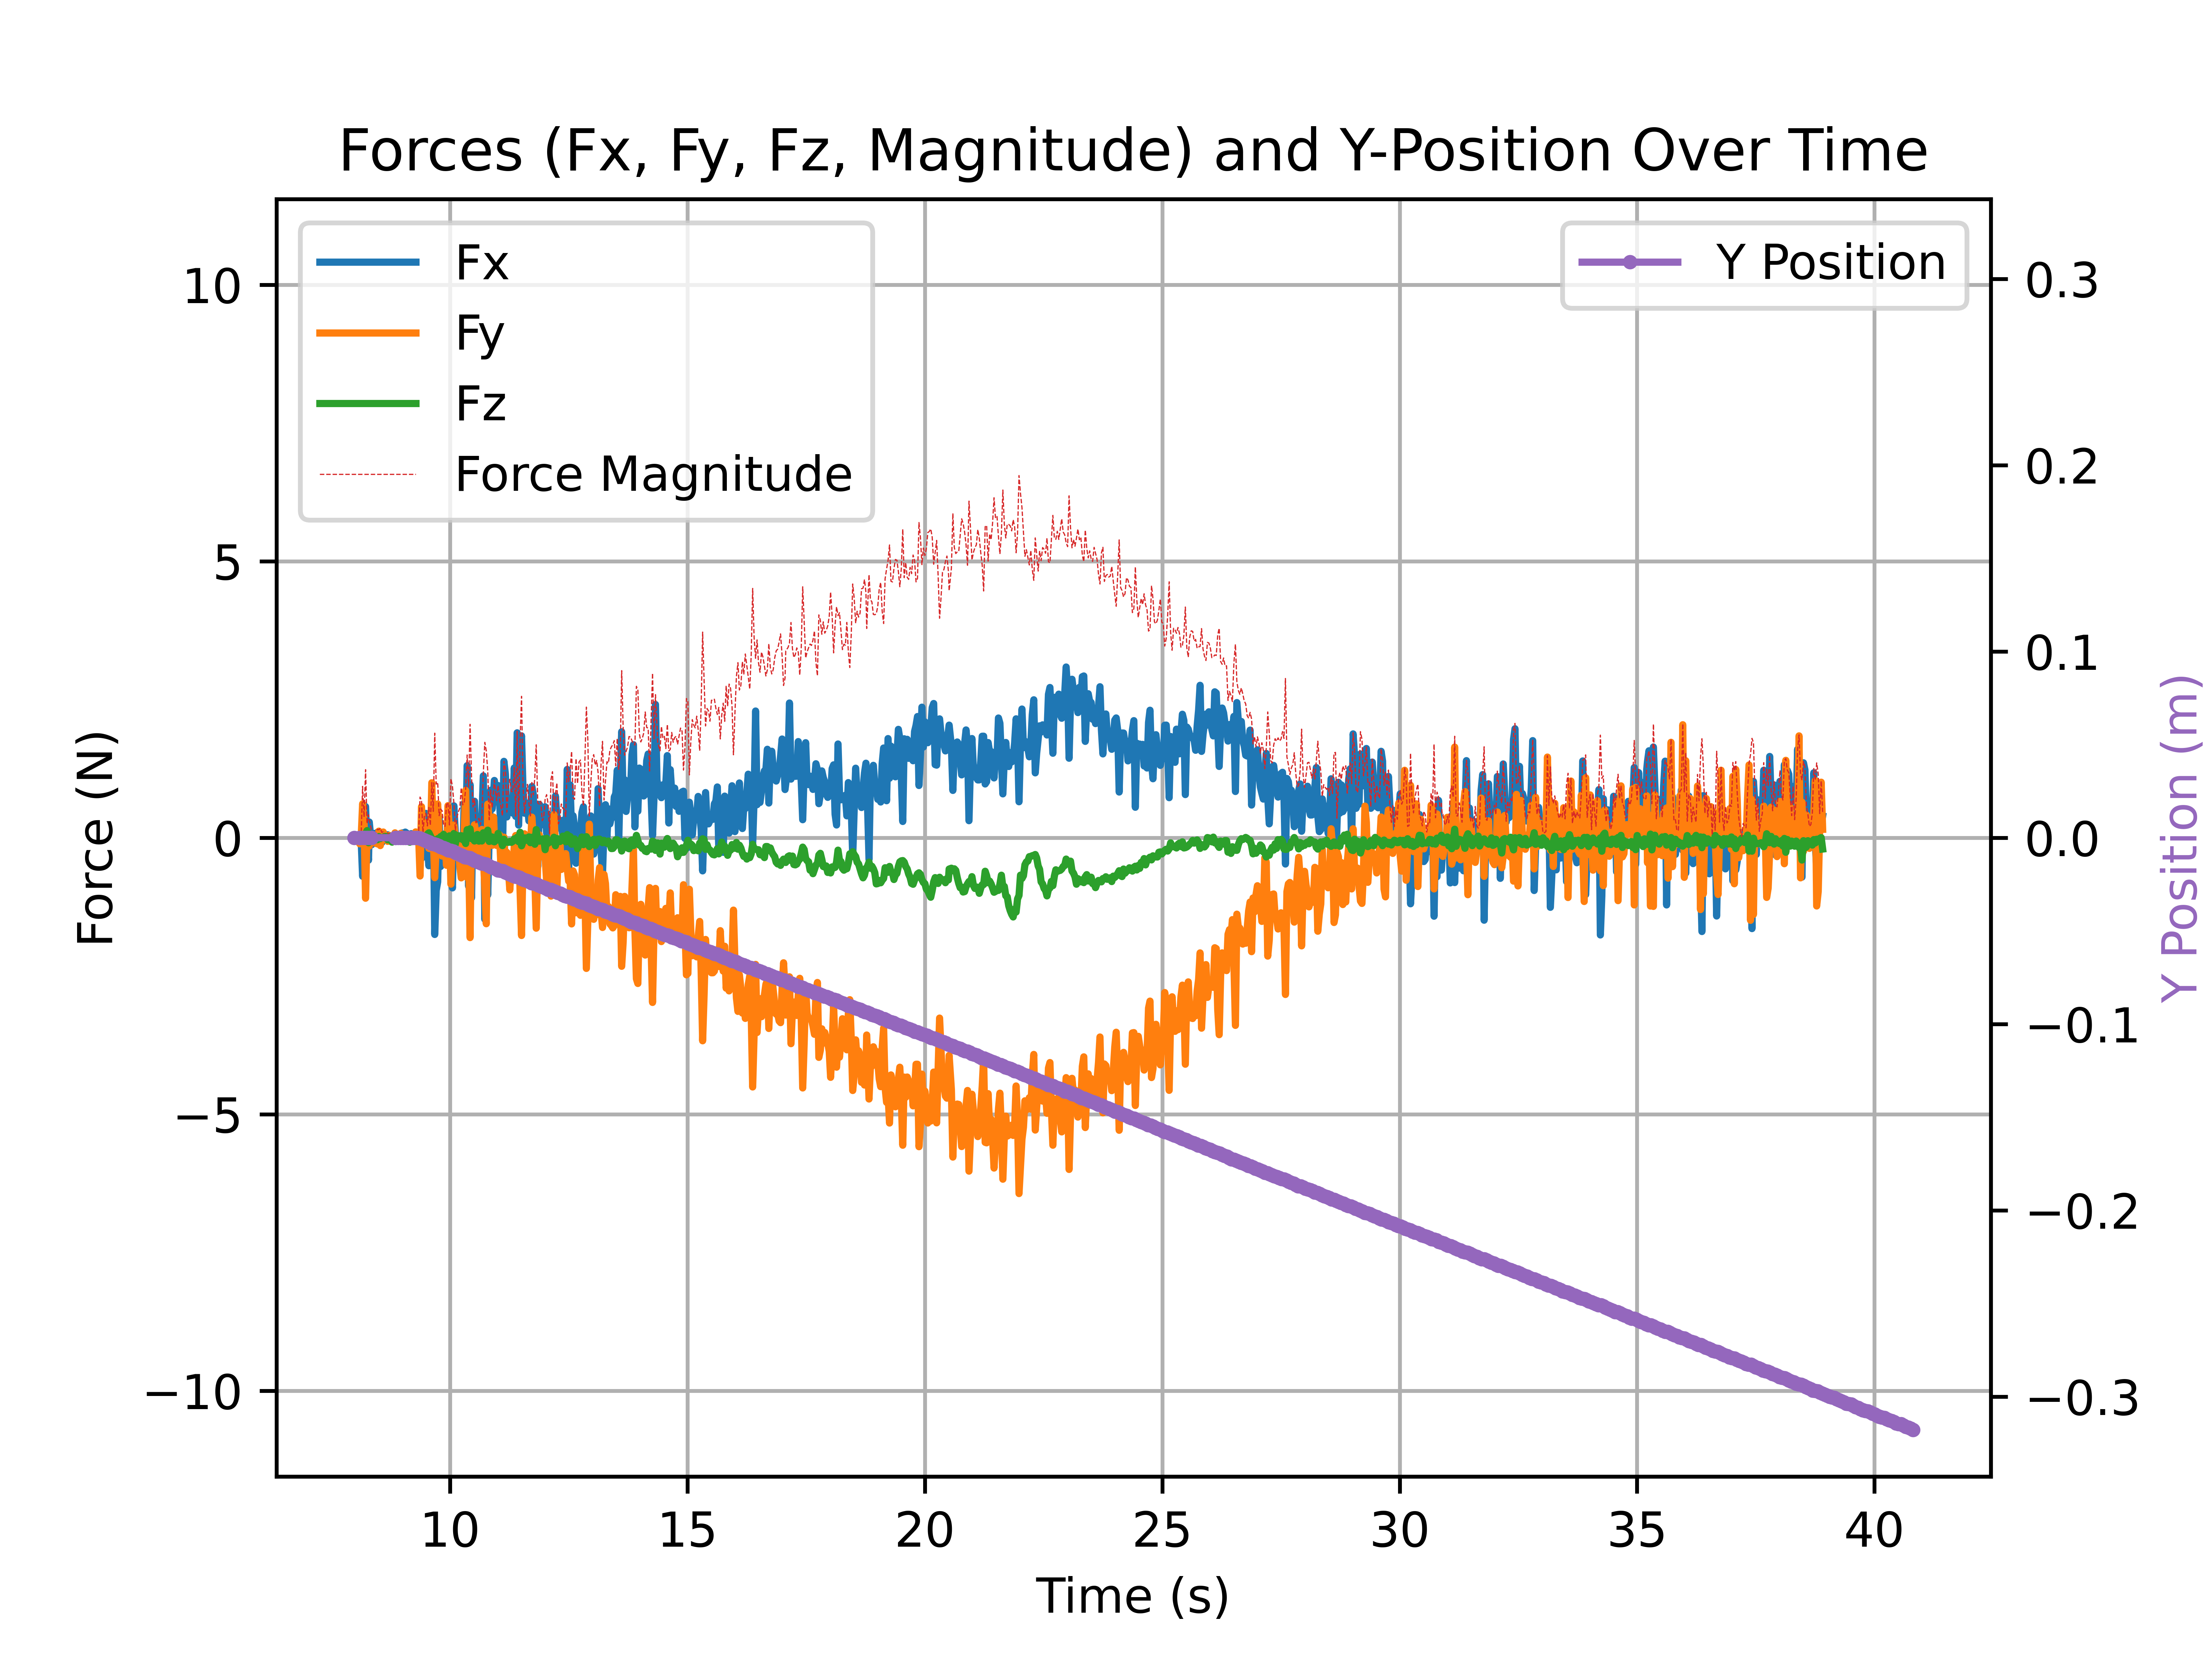 Forces (Fx, Fy, Fz, Magnitude) and Y-Position Over Time
Fx
Fy
Fz
Force Magnitude
Y Position
10
5
0
−5
−10
Force (N)
0.3
0.2
0.1
0.0
−0.1
−0.2
−0.3
Y Position (m)
10
15
20
25
30
35
40
Time (s)